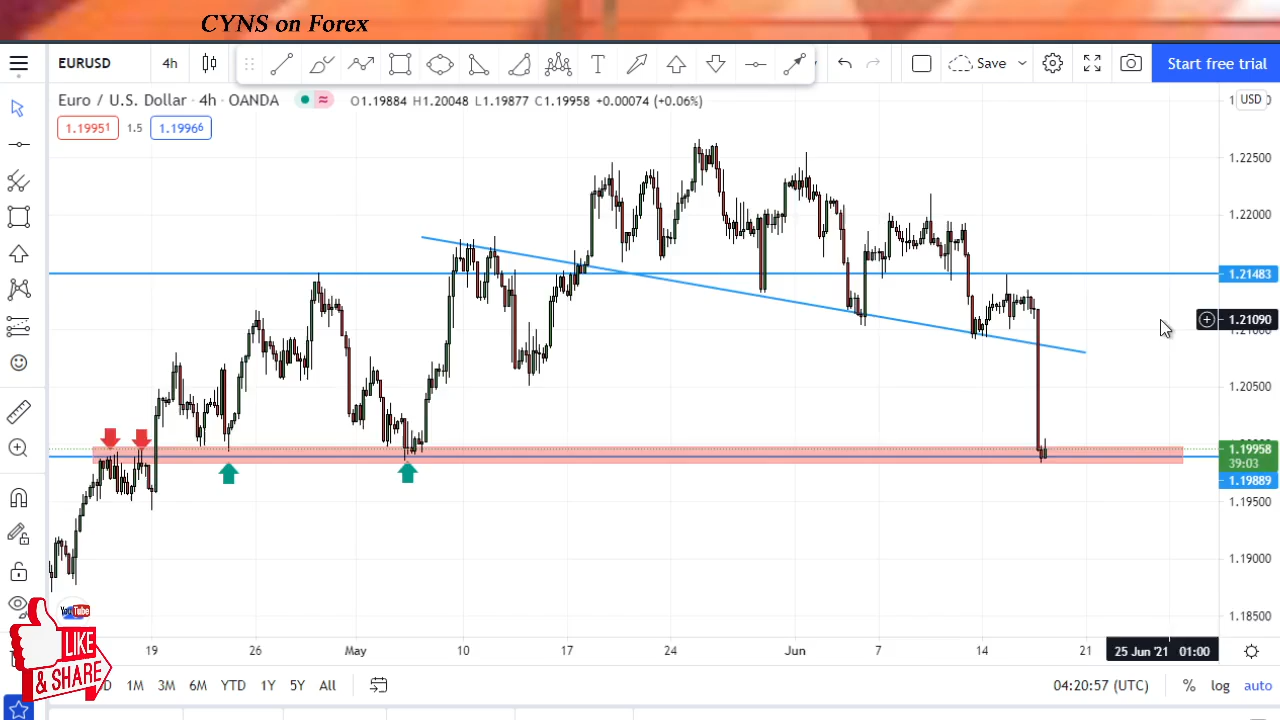 CYNS on Forex
EURUSD
4h
Save
Start free trial
Euro / U.S. Dollar · 4h · OANDA
O1.19884 H1.20048 L1.19877 C1.19958 +0.00074 (+0.06%)
USD
1.19951
1.5
1.19966
1.22500
1.22000
1.21483
1.21090
1.20500
1.19958
39:03
1.19889
1.19500
1.19000
1.18500
YouTube
LIKE
& SHARE
19
26
May
10
17
24
Jun
7
14
21
25 Jun '21 01:00
1M
3M
6M
YTD
1Y
5Y
All
04:20:57 (UTC)
%
log
auto